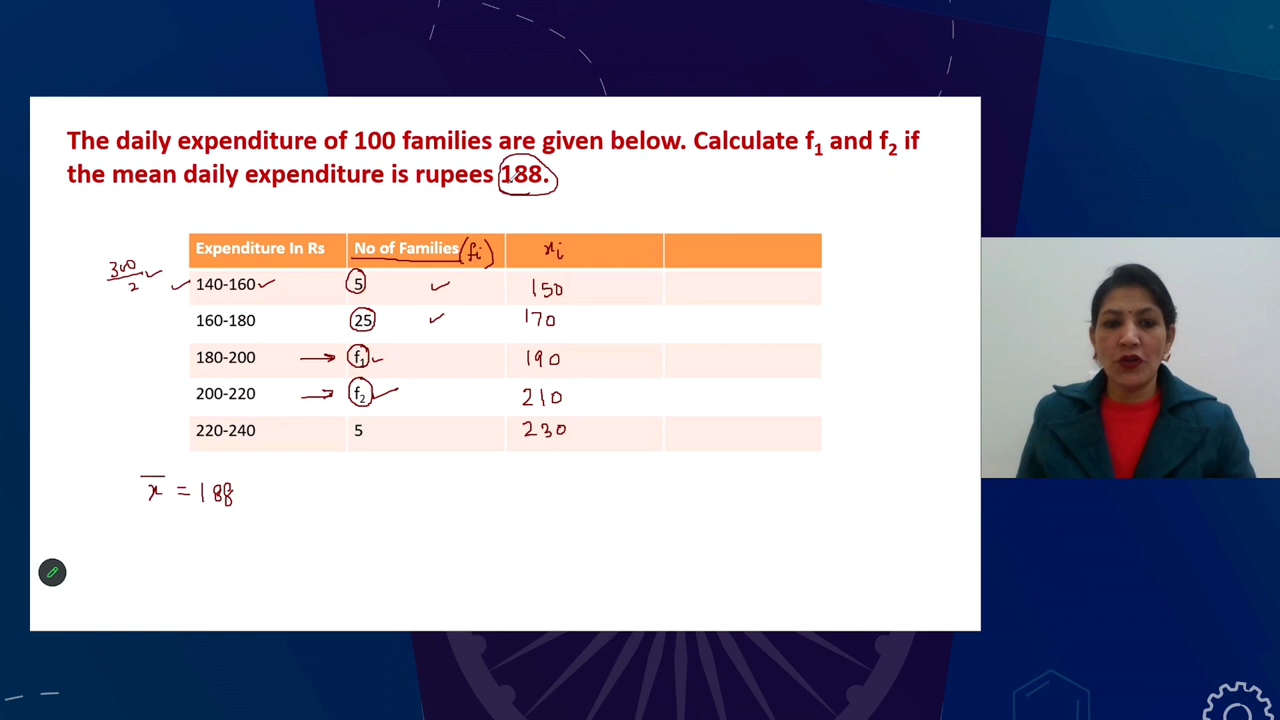 The daily expenditure of 100 families are given below. Calculate f₁ and f₂ if
the mean daily expenditure is rupees 188.
Expenditure In Rs No of Families (fi) xi
300/2 140-160 5 150
160-180 25 170
180-200 f₁ 190
200-220 f₂ 210
220-240 5 230
x̄ = 188